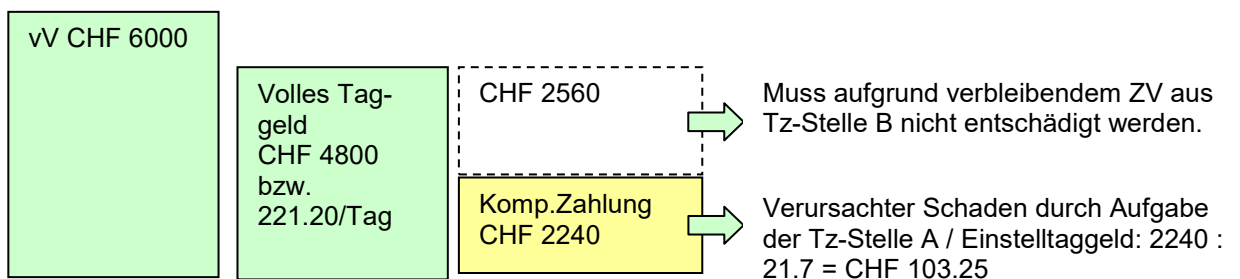 vV CHF 6000
Volles Tag-
geld
CHF 4800
bzw.
221.20/Tag
CHF 2560
Muss aufgrund verbleibendem ZV aus
Tz-Stelle B nicht entschädigt werden.
Komp.Zahlung
CHF 2240
Verursachter Schaden durch Aufgabe
der Tz-Stelle A / Einstelltaggeld: 2240 :
21.7 = CHF 103.25